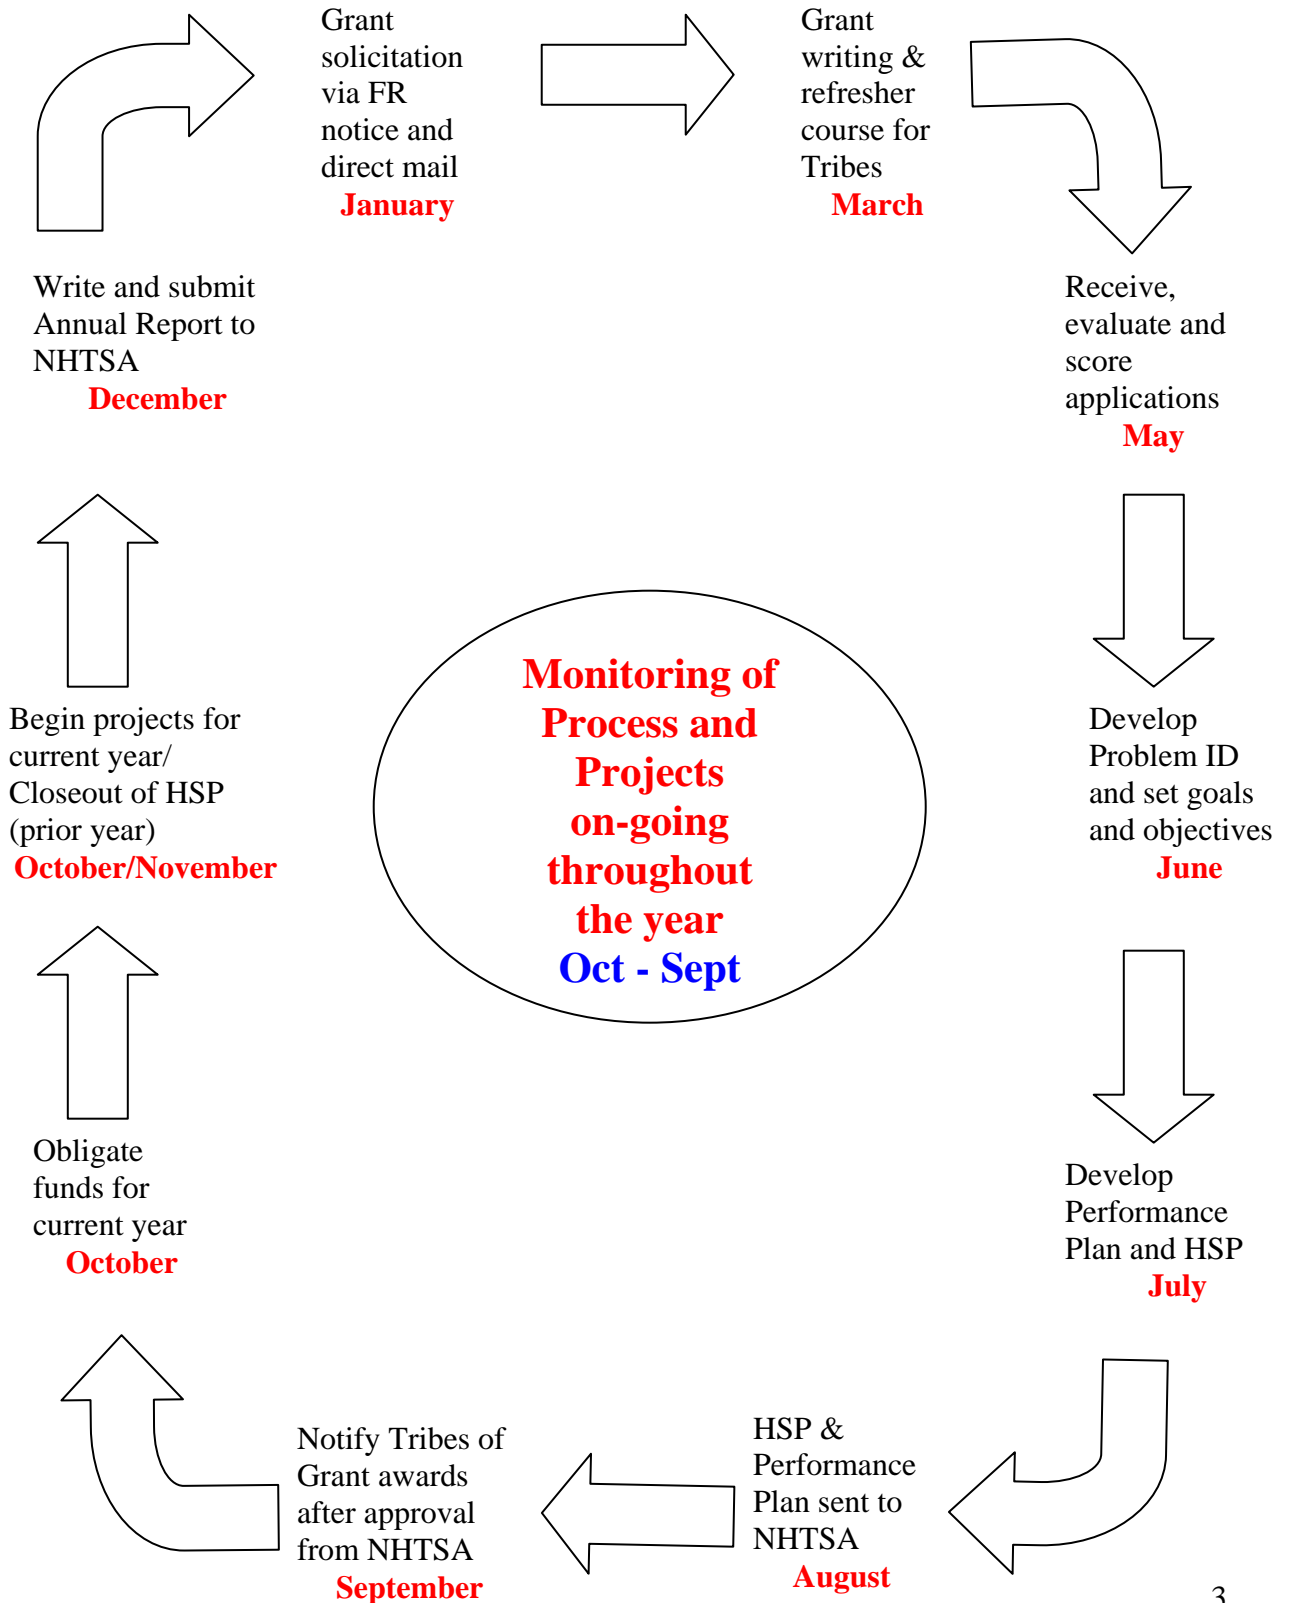 Grant
solicitation
via FR
notice and
direct mail
January
Grant
writing &
refresher
course for
Tribes
March
Receive,
evaluate and
score
applications
May
Develop
Problem ID
and set goals
and objectives
June
Develop
Performance
Plan and HSP
July
HSP &
Performance
Plan sent to
NHTSA
August
Notify Tribes of
Grant awards
after approval
from NHTSA
September
Obligate
funds for
current year
October
Begin projects for
current year/
Closeout of HSP
(prior year)
October/November
Write and submit
Annual Report to
NHTSA
December
Monitoring of
Process and
Projects
on-going
throughout
the year
Oct - Sept
3